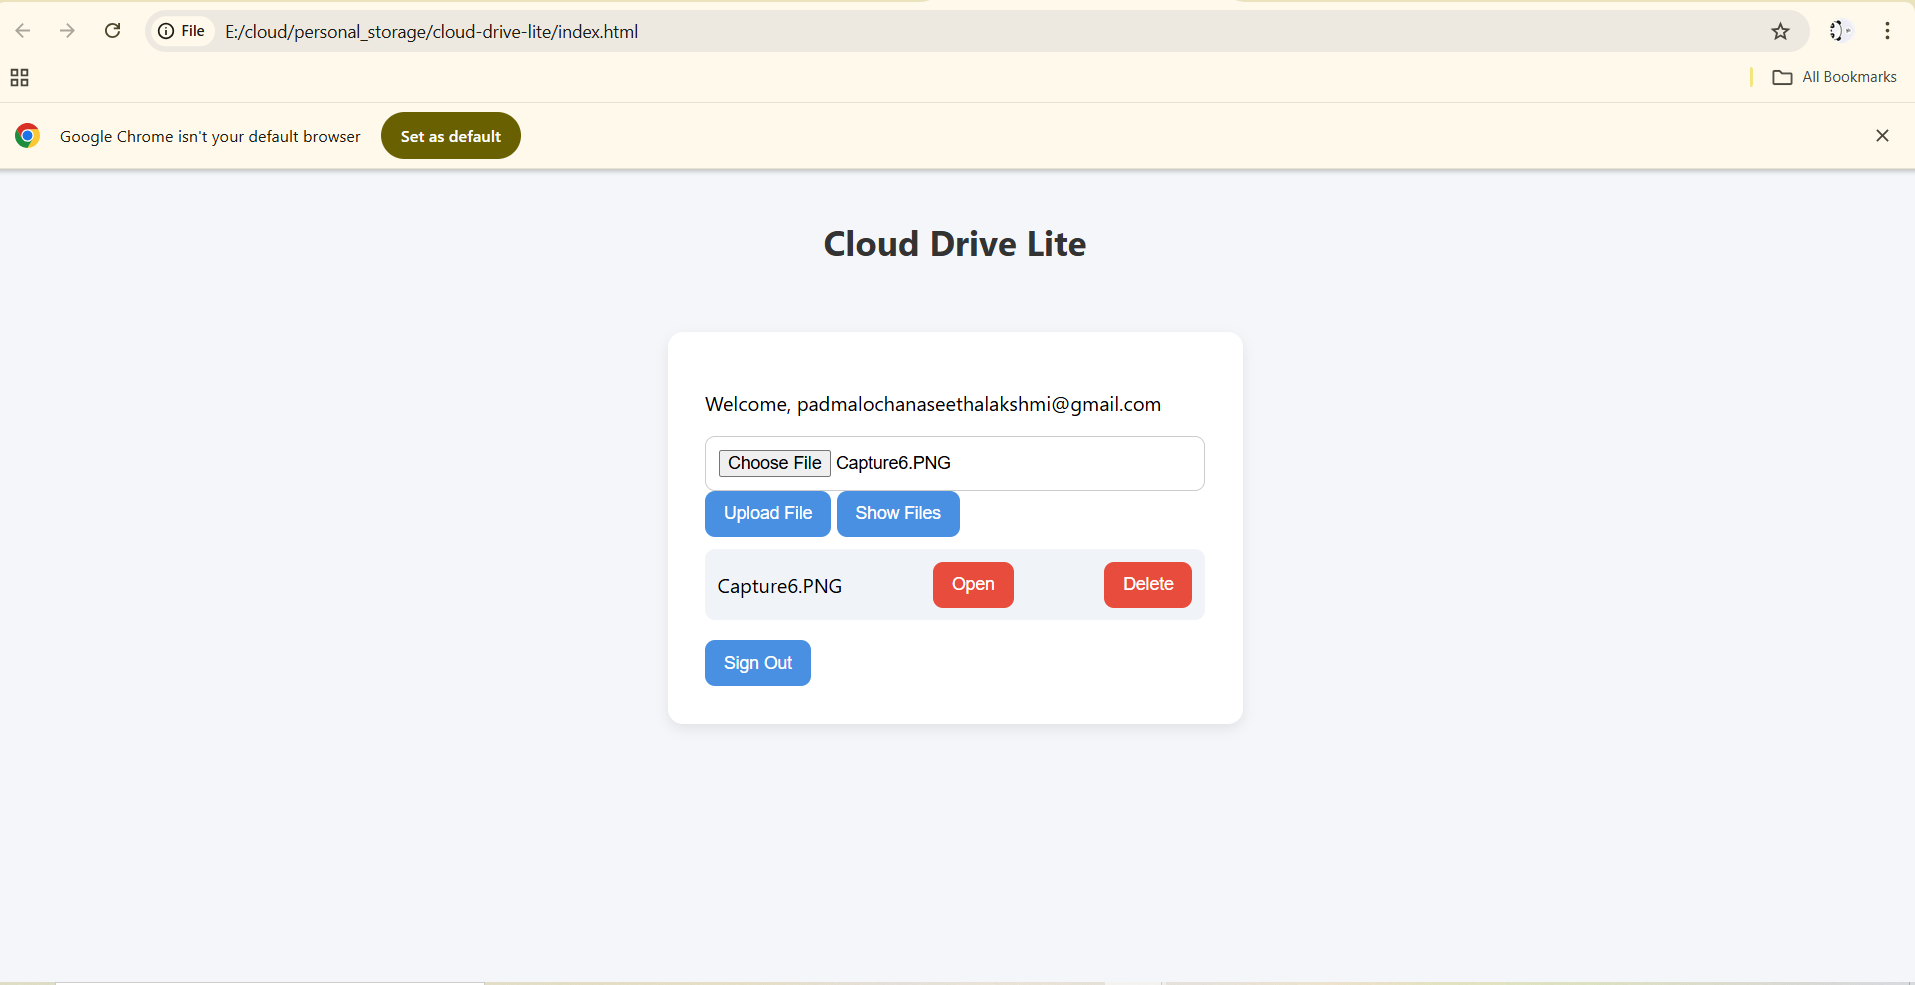 File E:/cloud/personal_storage/cloud-drive-lite/index.html
All Bookmarks
Google Chrome isn't your default browser Set as default
Cloud Drive Lite
Welcome, padmalochanaseethalakshmi@gmail.com
Choose File Capture6.PNG
Upload File Show Files
Capture6.PNG Open Delete
Sign Out